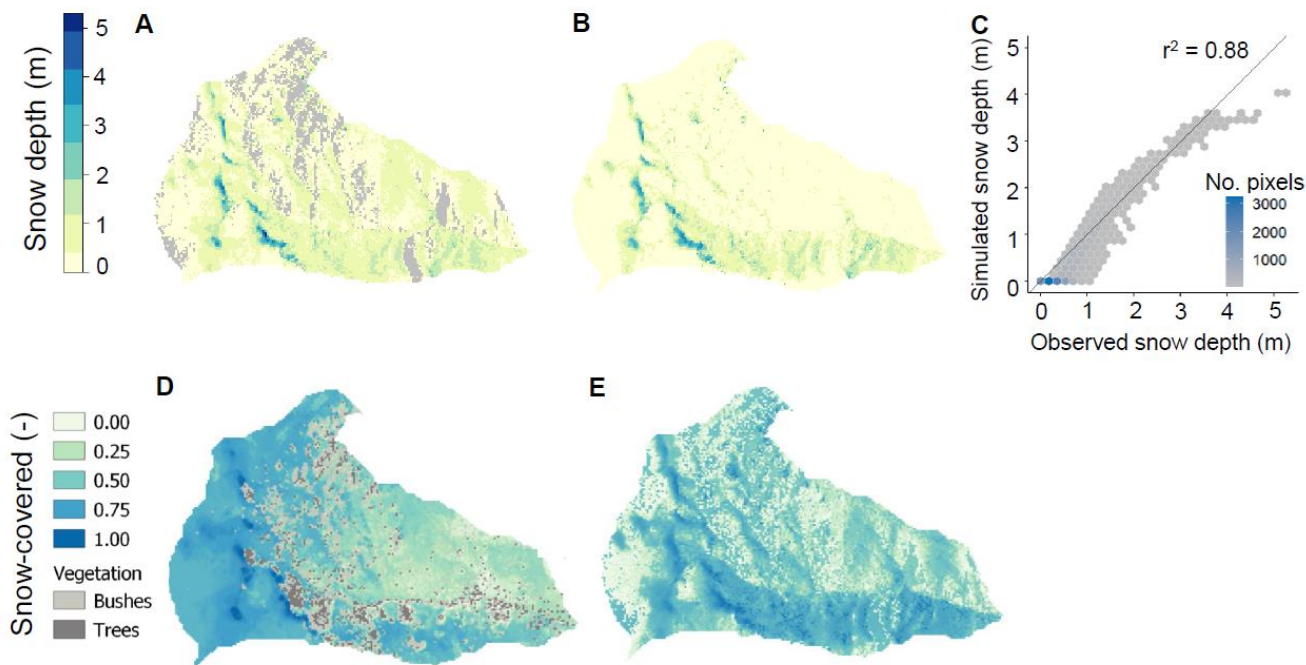 A
B
C
Snow depth (m)
5
4
3
2
1
0
r² = 0.88
Simulated snow depth (m)
5
4
3
2
1
0
No. pixels
3000
2000
1000
0 1 2 3 4 5
Observed snow depth (m)
D
E
Snow-covered (-)
0.00
0.25
0.50
0.75
1.00
Vegetation
Bushes
Trees